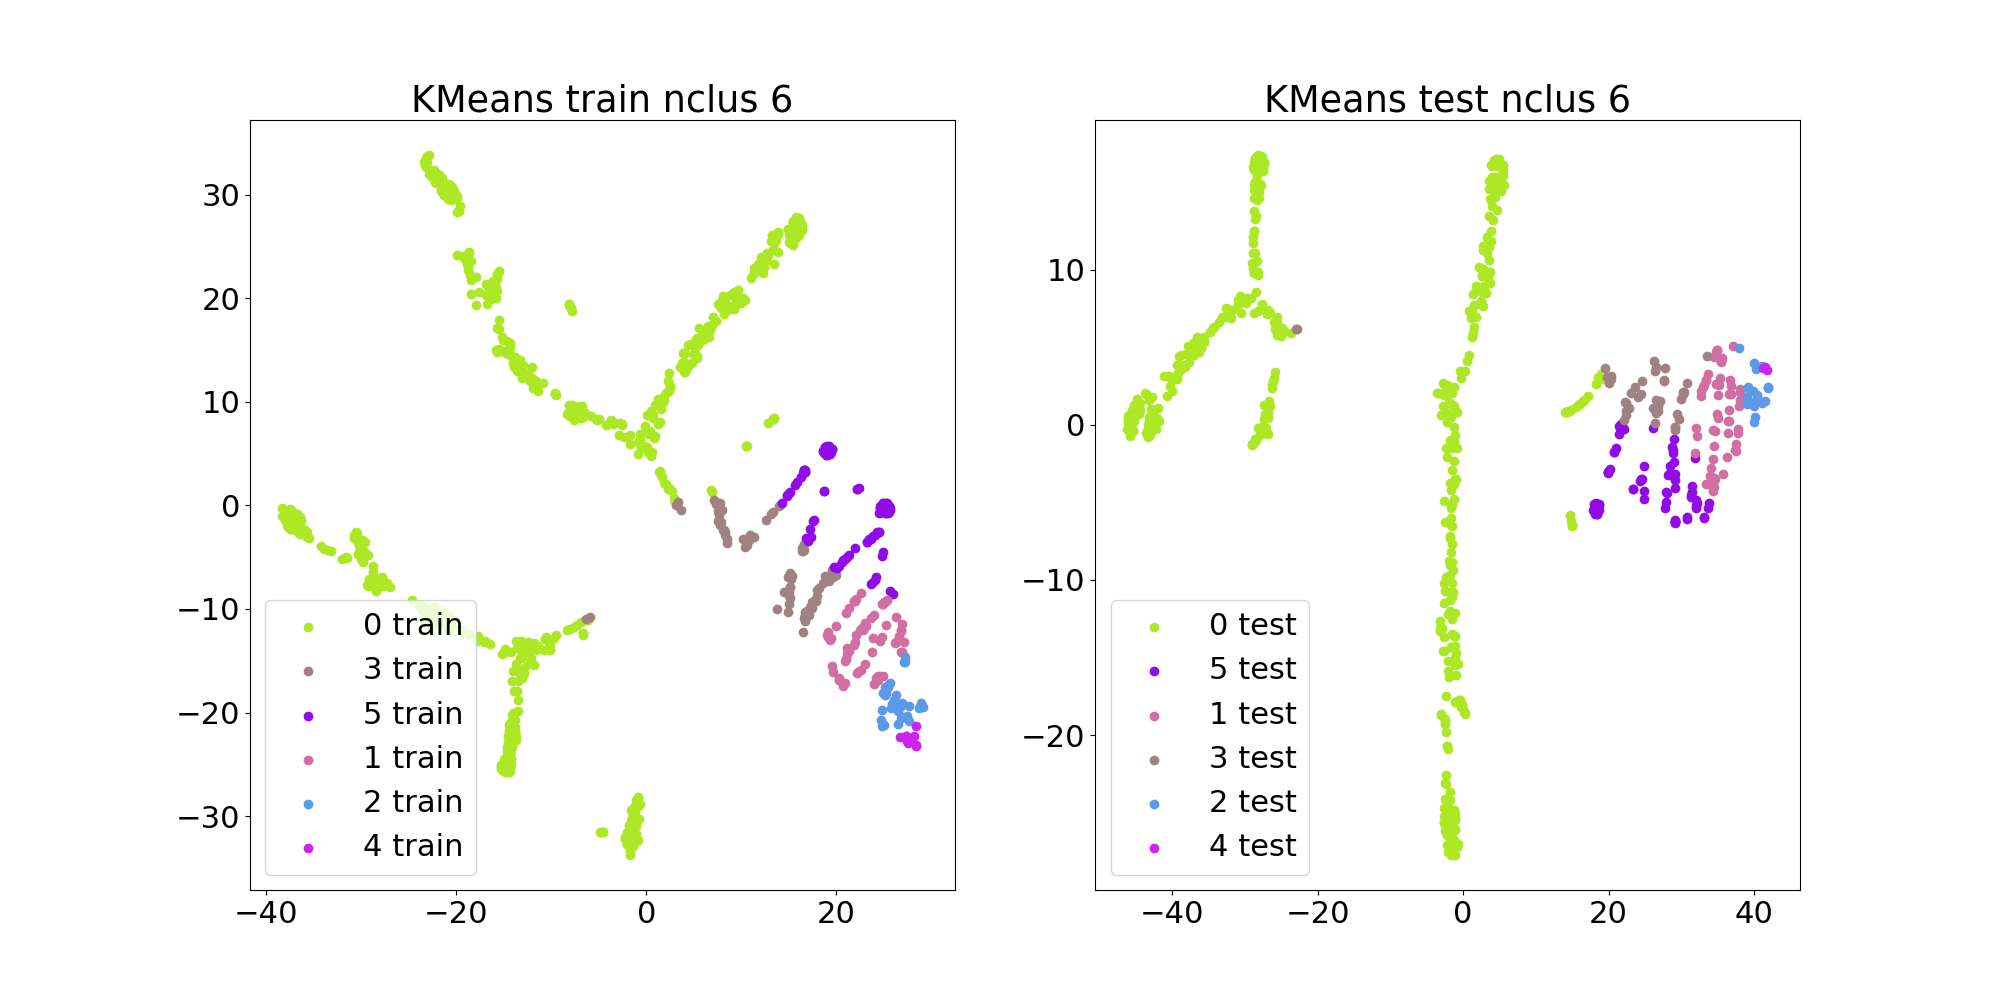 KMeans train nclus 6
30
20
10
0
−10
−20
−30
−40
−20
0
20
0 train
3 train
5 train
1 train
2 train
4 train
KMeans test nclus 6
10
0
−10
−20
−40
−20
0
20
40
0 test
5 test
1 test
3 test
2 test
4 test